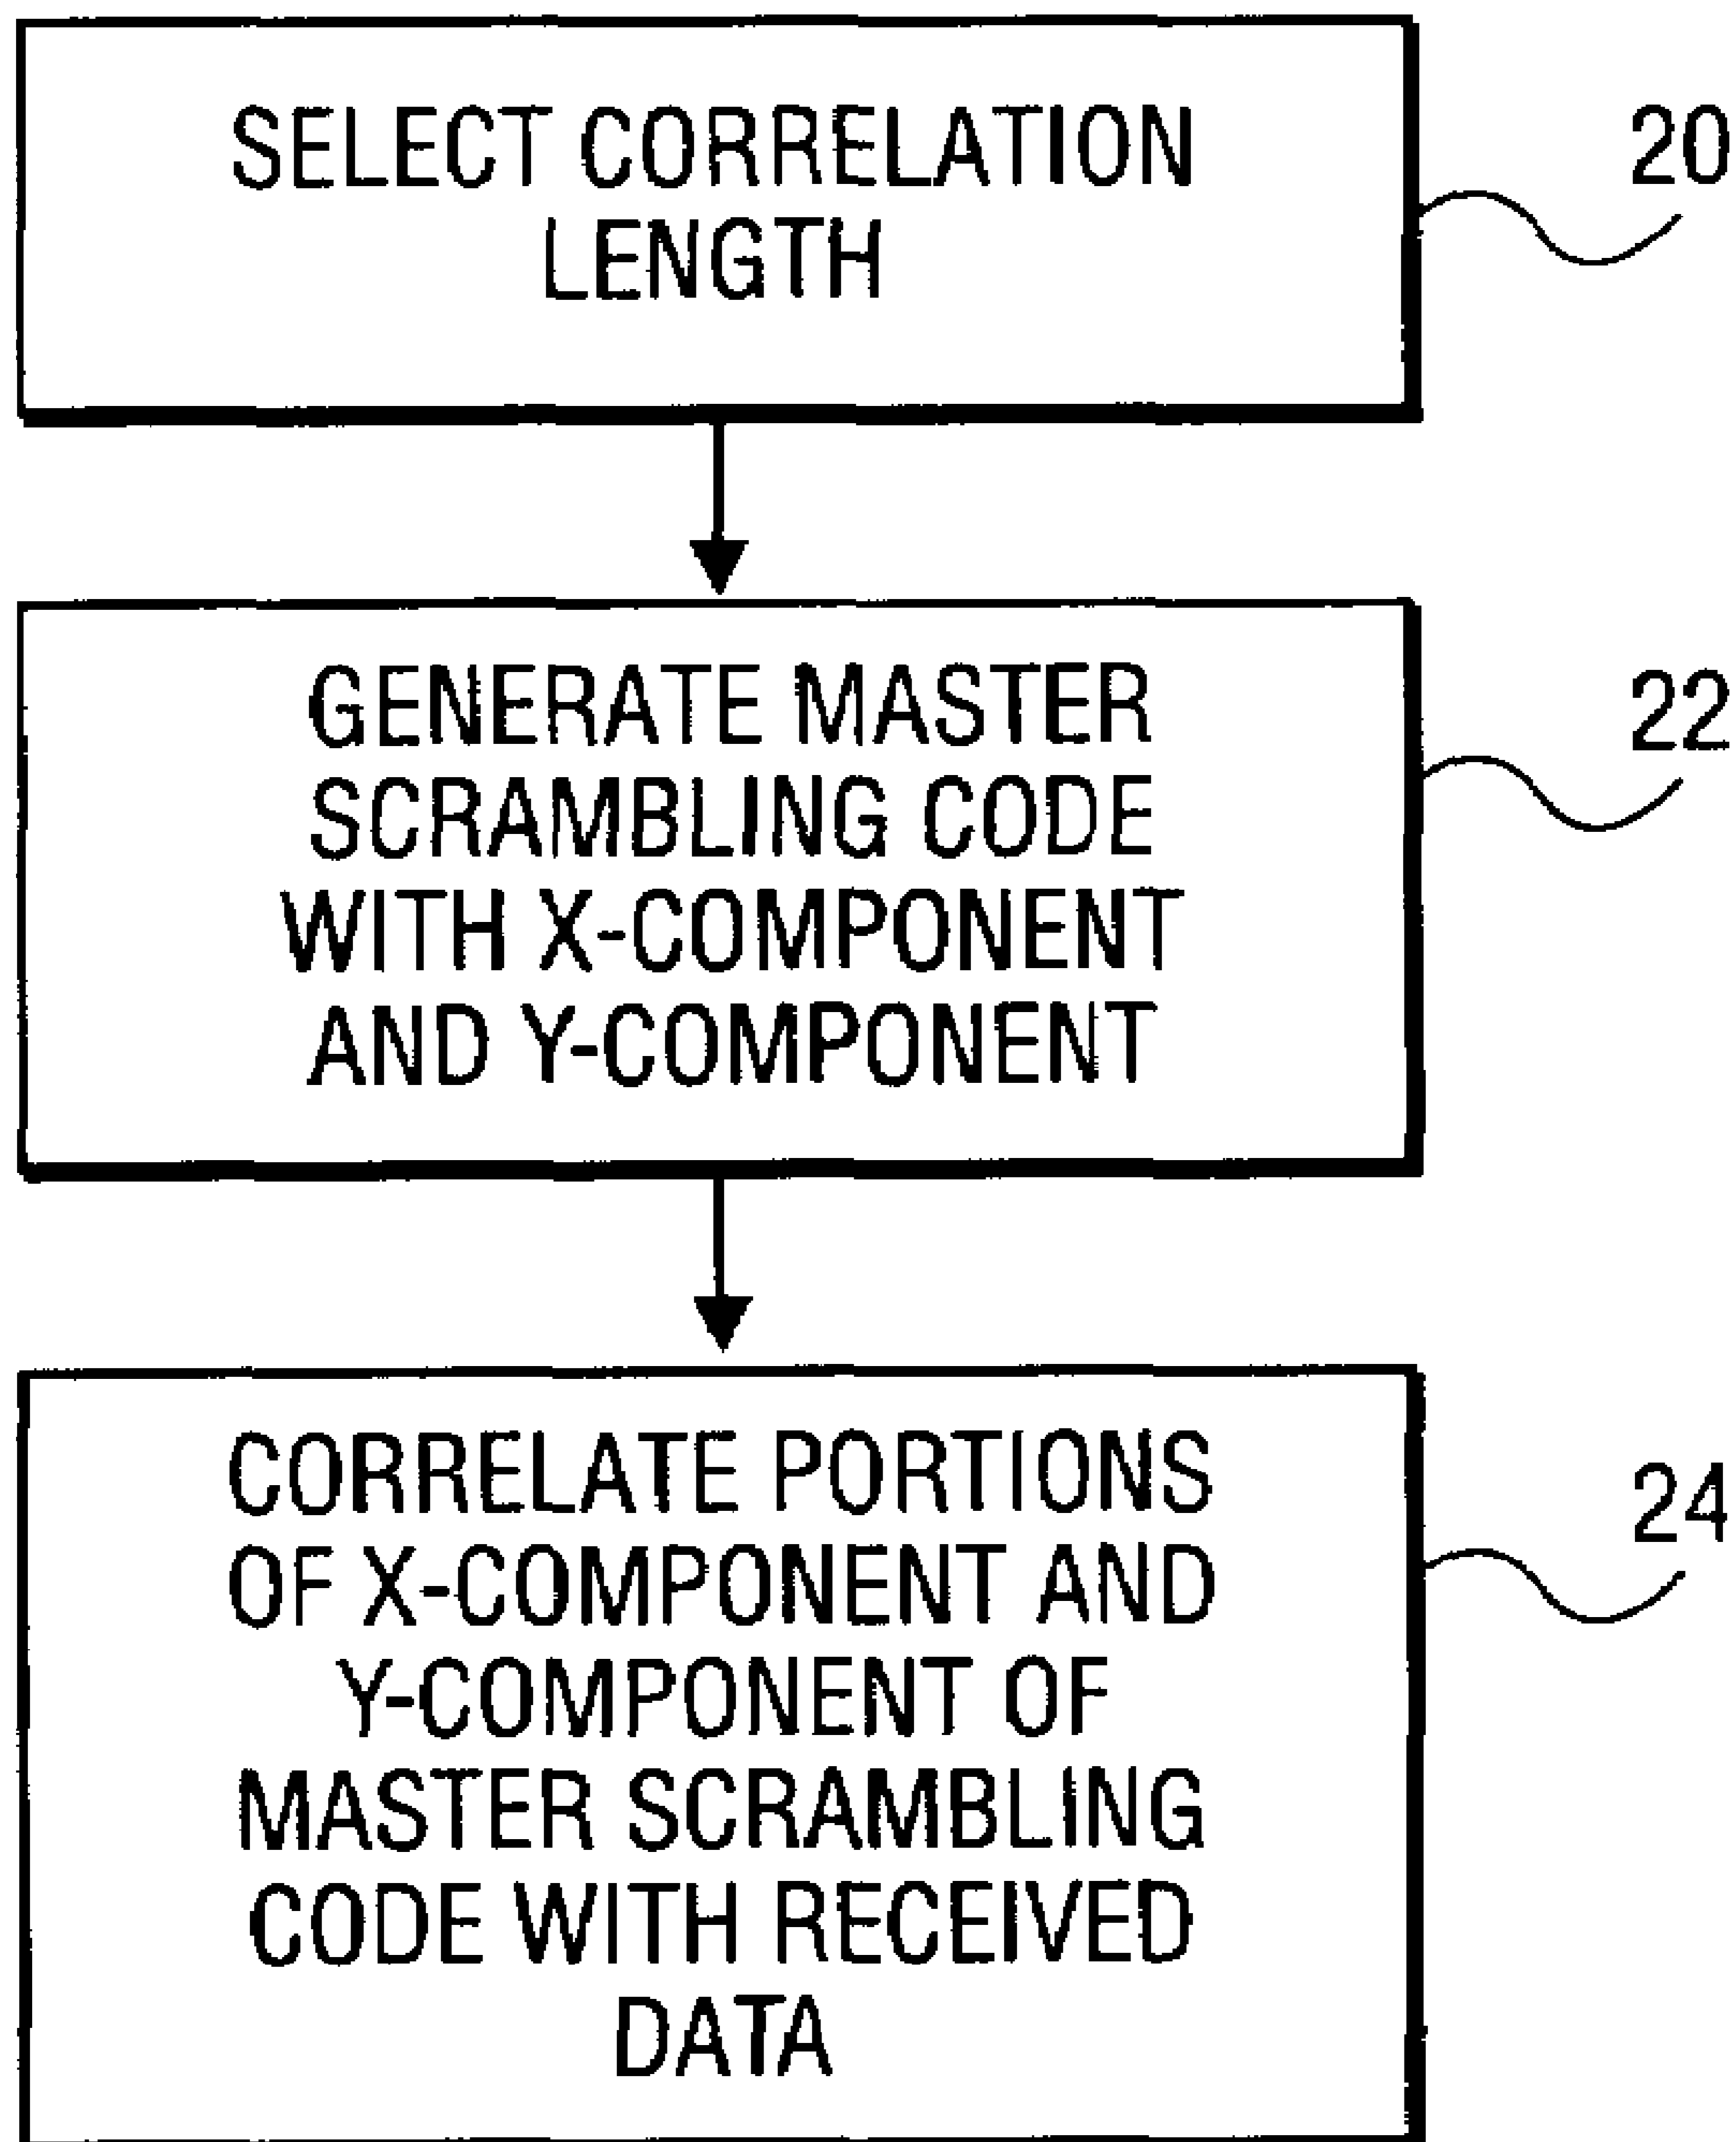 SELECT CORRELATION
LENGTH
20
GENERATE MASTER
SCRAMBLING CODE
WITH X-COMPONENT
AND Y-COMPONENT
22
CORRELATE PORTIONS
OF X-COMPONENT AND
Y-COMPONENT OF
MASTER SCRAMBLING
CODE WITH RECEIVED
DATA
24